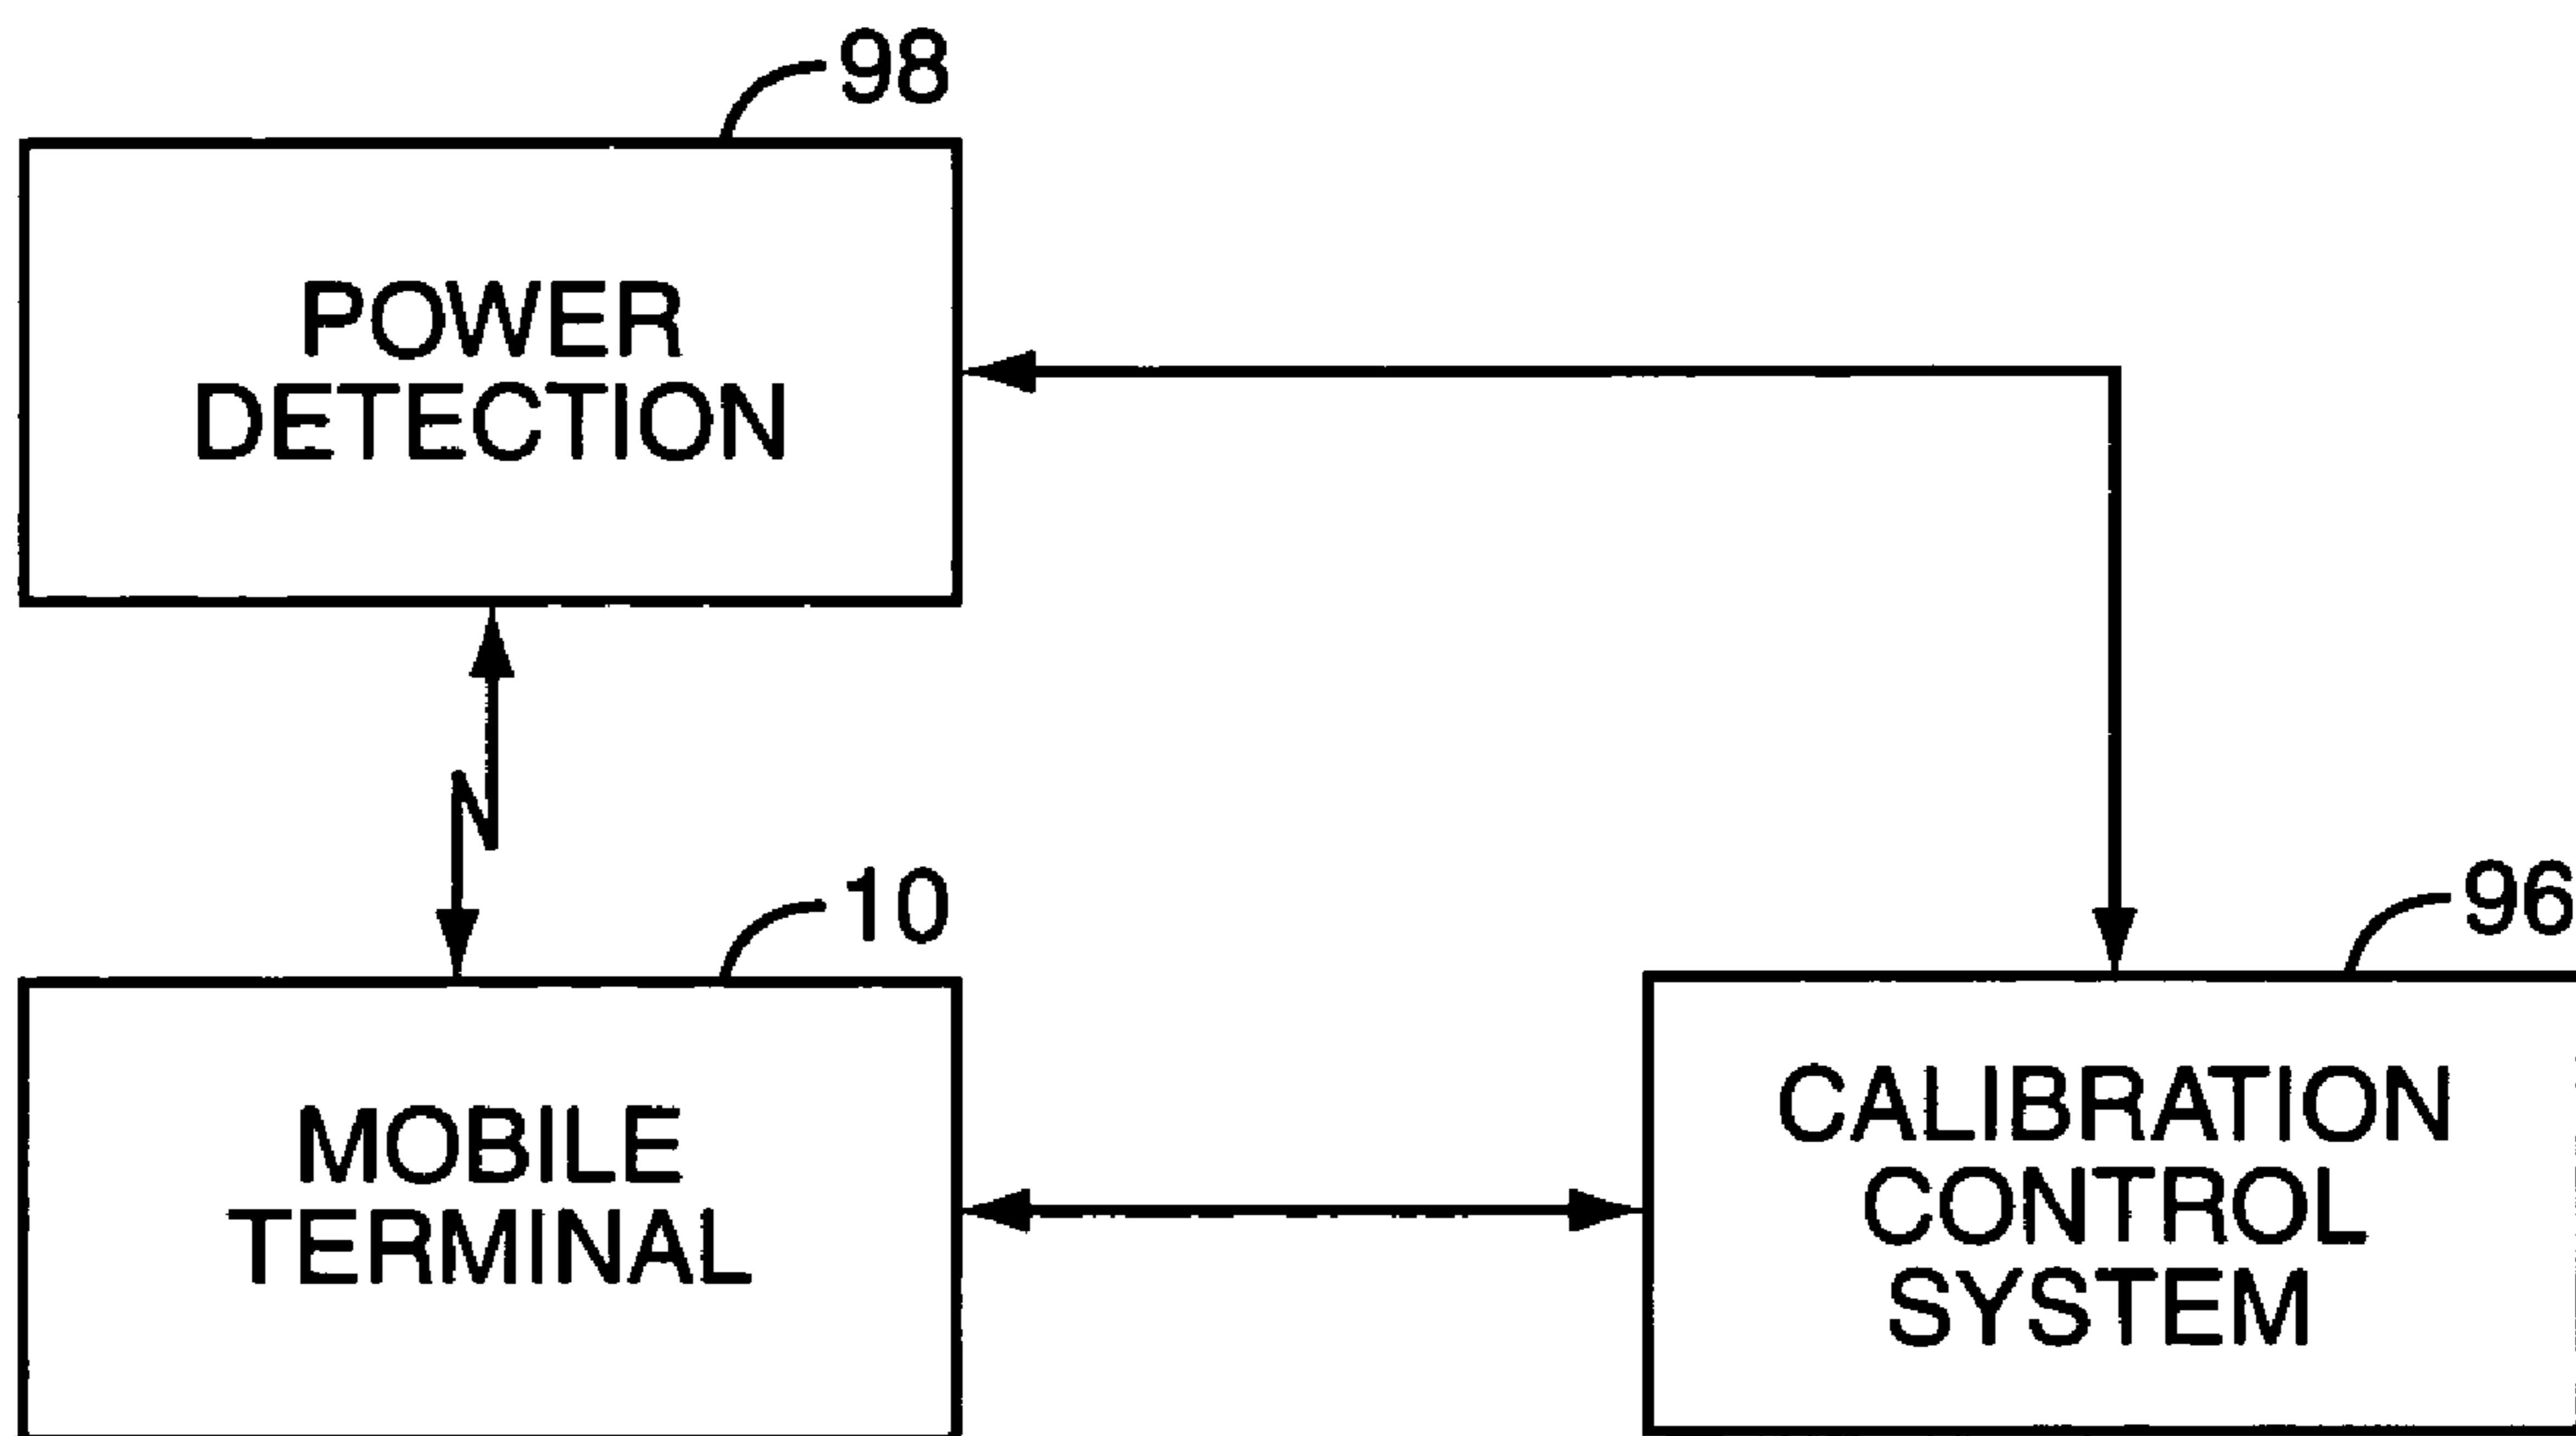 98
POWER
DETECTION
10
MOBILE
TERMINAL
96
CALIBRATION
CONTROL
SYSTEM